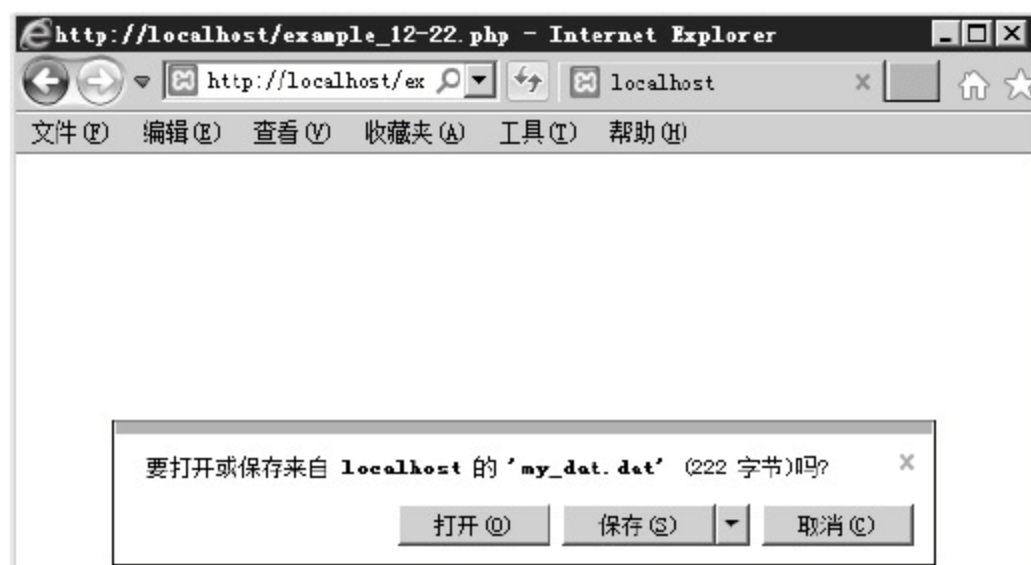 http://localhost/example_12-22.php - Internet Explorer
http://localhost/ex localhost
文件(F) 编辑(E) 查看(V) 收藏夹(A) 工具(T) 帮助(H)
要打开或保存来自 localhost 的 'my_dat.dat' (222 字节)吗?
打开(O) 保存(S) 取消(C)